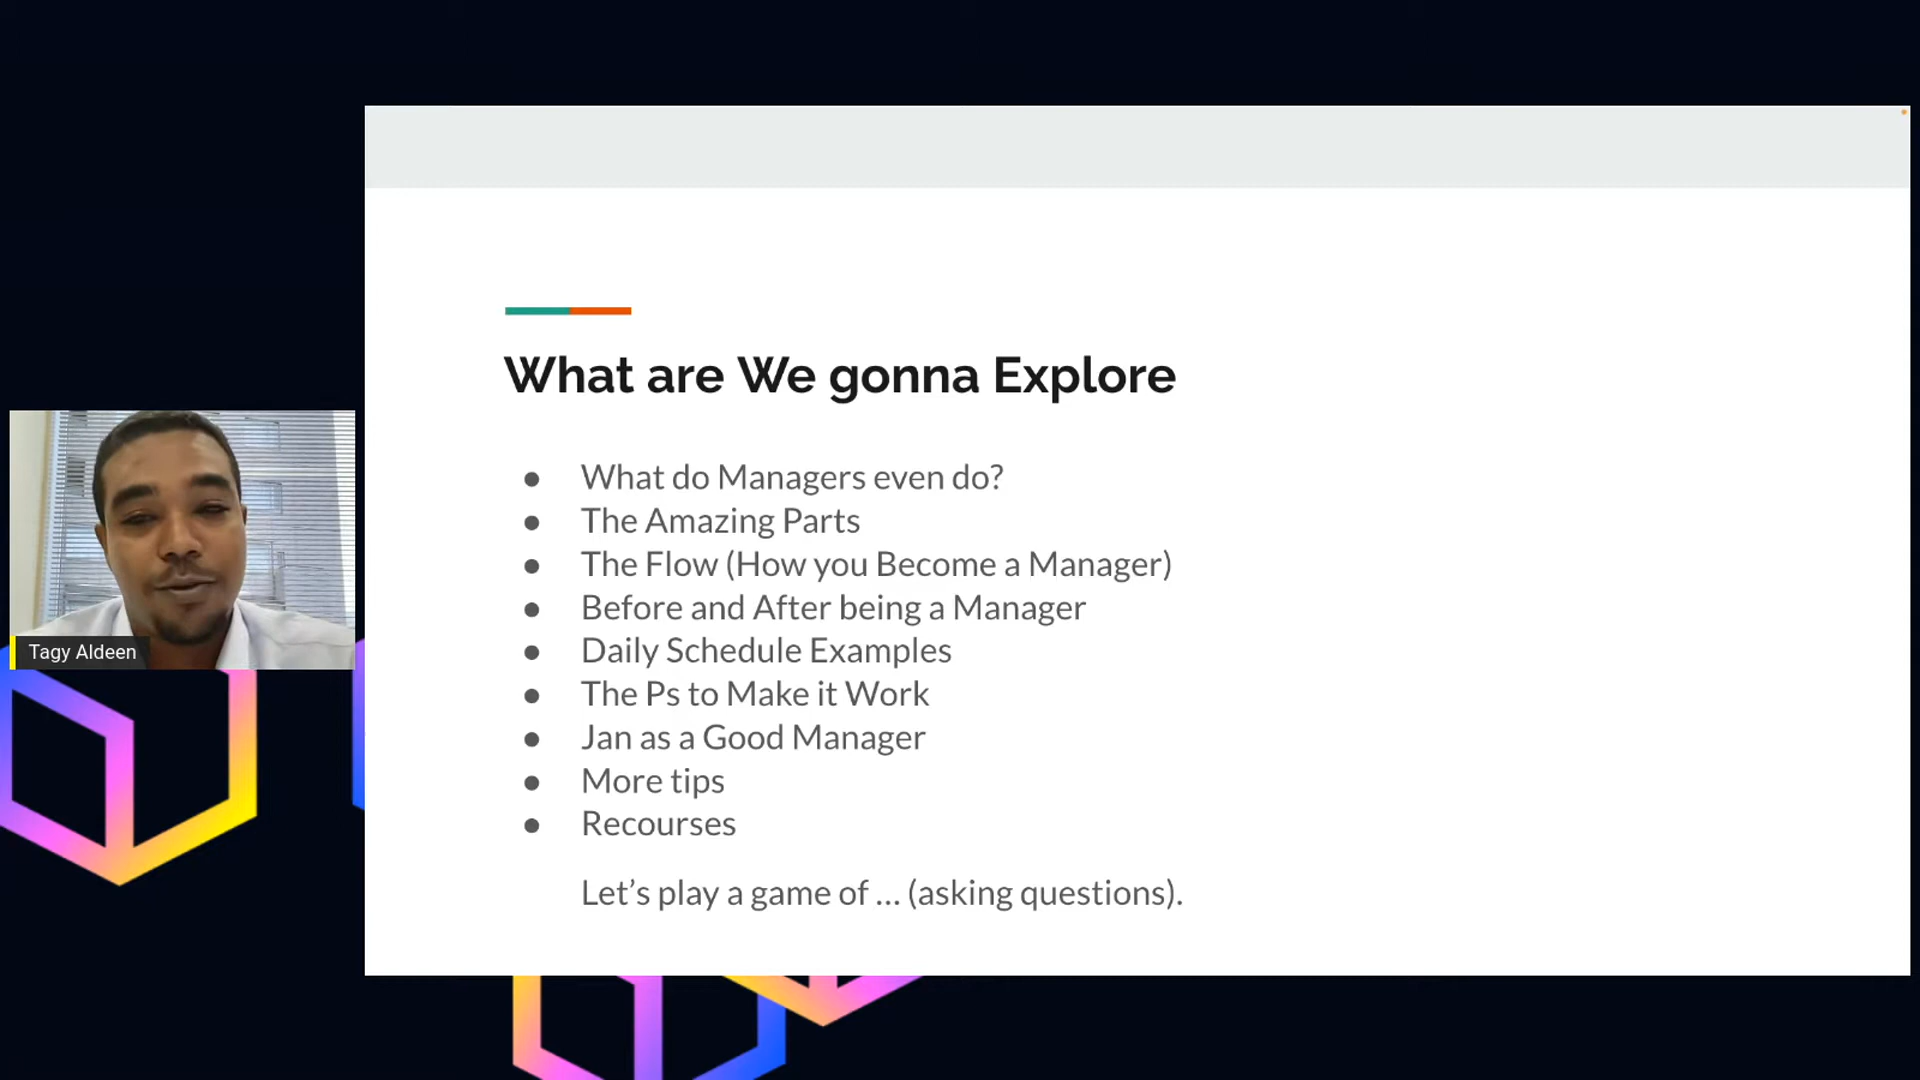 What are We gonna Explore
● What do Managers even do?
● The Amazing Parts
● The Flow (How you Become a Manager)
● Before and After being a Manager
● Daily Schedule Examples
● The Ps to Make it Work
● Jan as a Good Manager
● More tips
● Recourses
Let’s play a game of ... (asking questions).
Tagy Aldeen